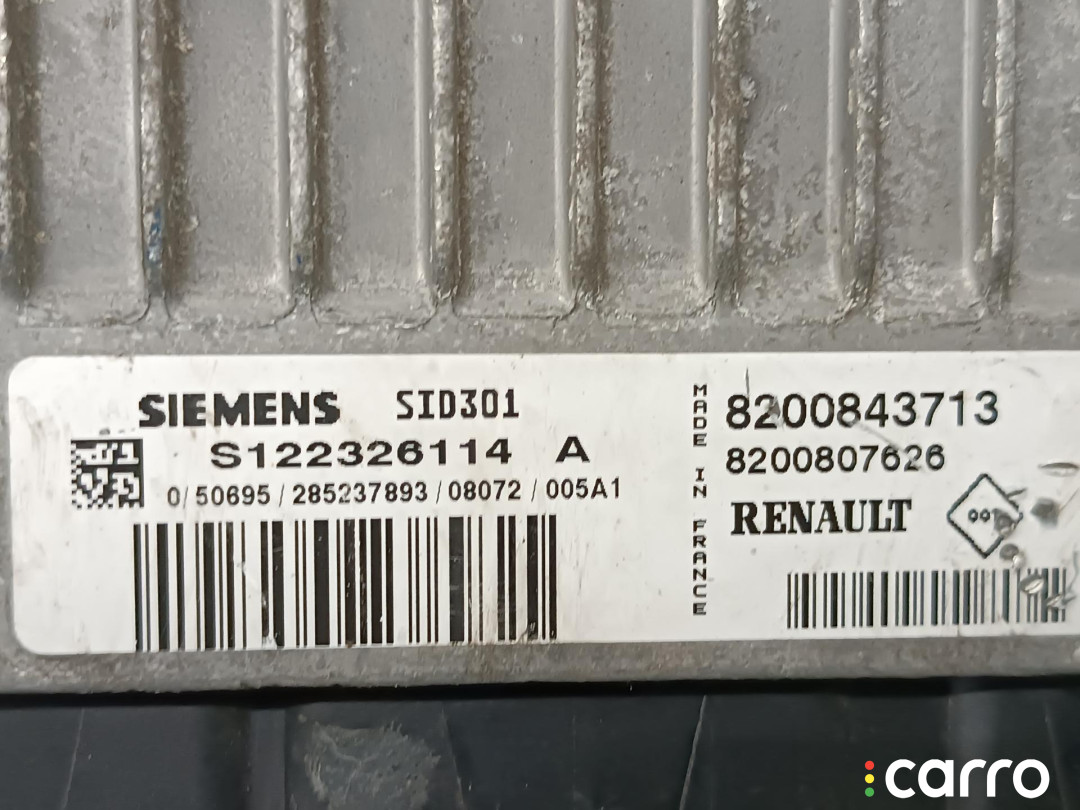 SIEMENS SID301
S122326114 A
0/50695/285237893/08072/005A1
MADE IN FRANCE
8200843713
8200807626
RENAULT
carro